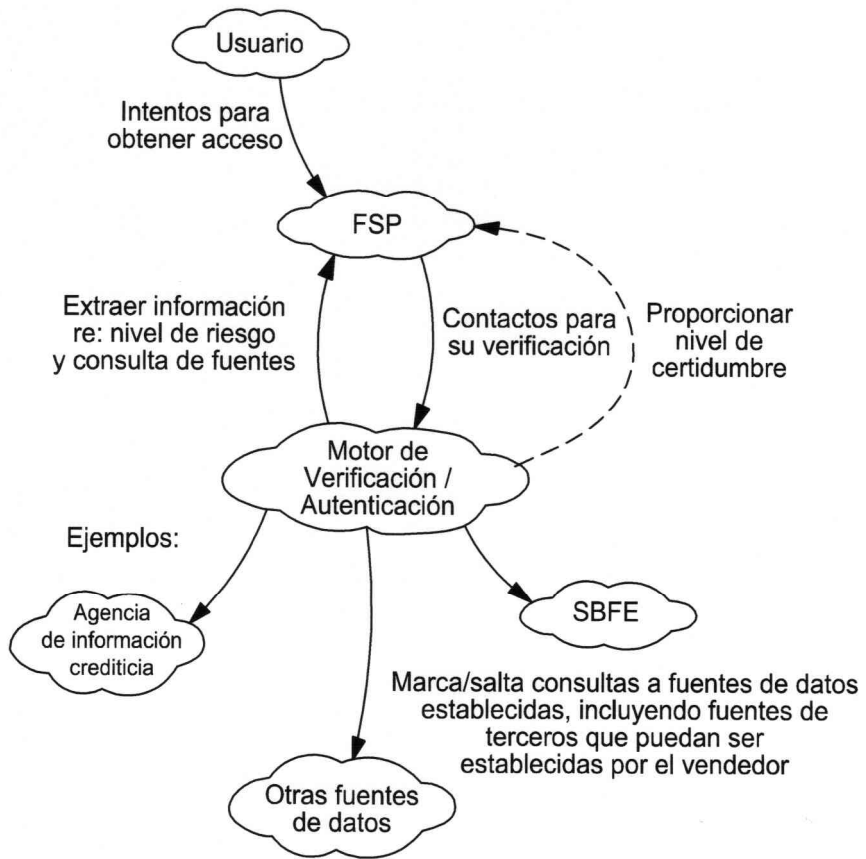 Usuario
Intentos para
obtener acceso
FSP
Extraer información
re: nivel de riesgo
y consulta de fuentes
Contactos para
su verificación
Proporcionar
nivel de
certidumbre
Motor de
Verificación /
Autenticación
Ejemplos:
Agencia
de información
crediticia
SBFE
Marca/salta consultas a fuentes de datos
establecidas, incluyendo fuentes de
terceros que puedan ser
establecidas por el vendedor
Otras fuentes
de datos